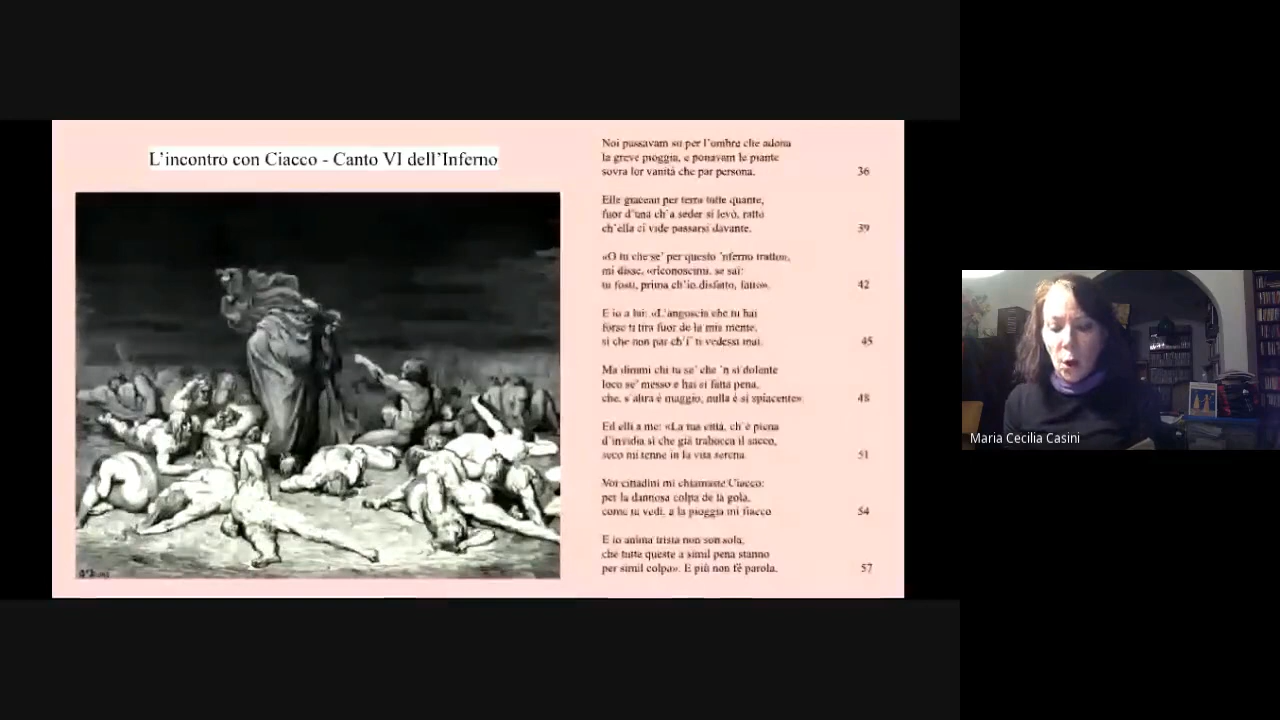 L'incontro con Ciacco - Canto VI dell'Inferno
Noi passavam su per l'ombre che adona
la greve pioggia, e ponavam le piante
sovra lor vanità che par persona. 36
Elle giacean per terra tutte quante,
fuor d'una ch'a seder si levò, ratto
ch'ella ci vide passarsi davante. 39
«O tu che se' per questo 'nferno tratto»,
mi disse, «riconoscimi, se sai:
tu fosti, prima ch'io disfatto, fatto». 42
E io a lui: «L'angoscia che tu hai
forse ti tira fuor de la mia mente,
sì che non par ch'i' ti vedessi mai. 45
Ma dimmi chi tu se' che 'n sì dolente
loco se' messo e hai sì fatta pena,
che, s'altra è maggio, nulla è sì spiacente» 48
Ed elli a me: «La tua città, ch'è piena
d'invidia sì che già trabocca il sacco,
seco mi tenne in la vita serena. 51
Voi cittadini mi chiamaste Ciacco:
per la dannosa colpa de la gola,
come tu vedi, a la pioggia mi fiacco 54
E io anima trista non son sola,
ché tutte queste a simil pena stanno
per simil colpa». E più non fé parola. 57
Maria Cecilia Casini